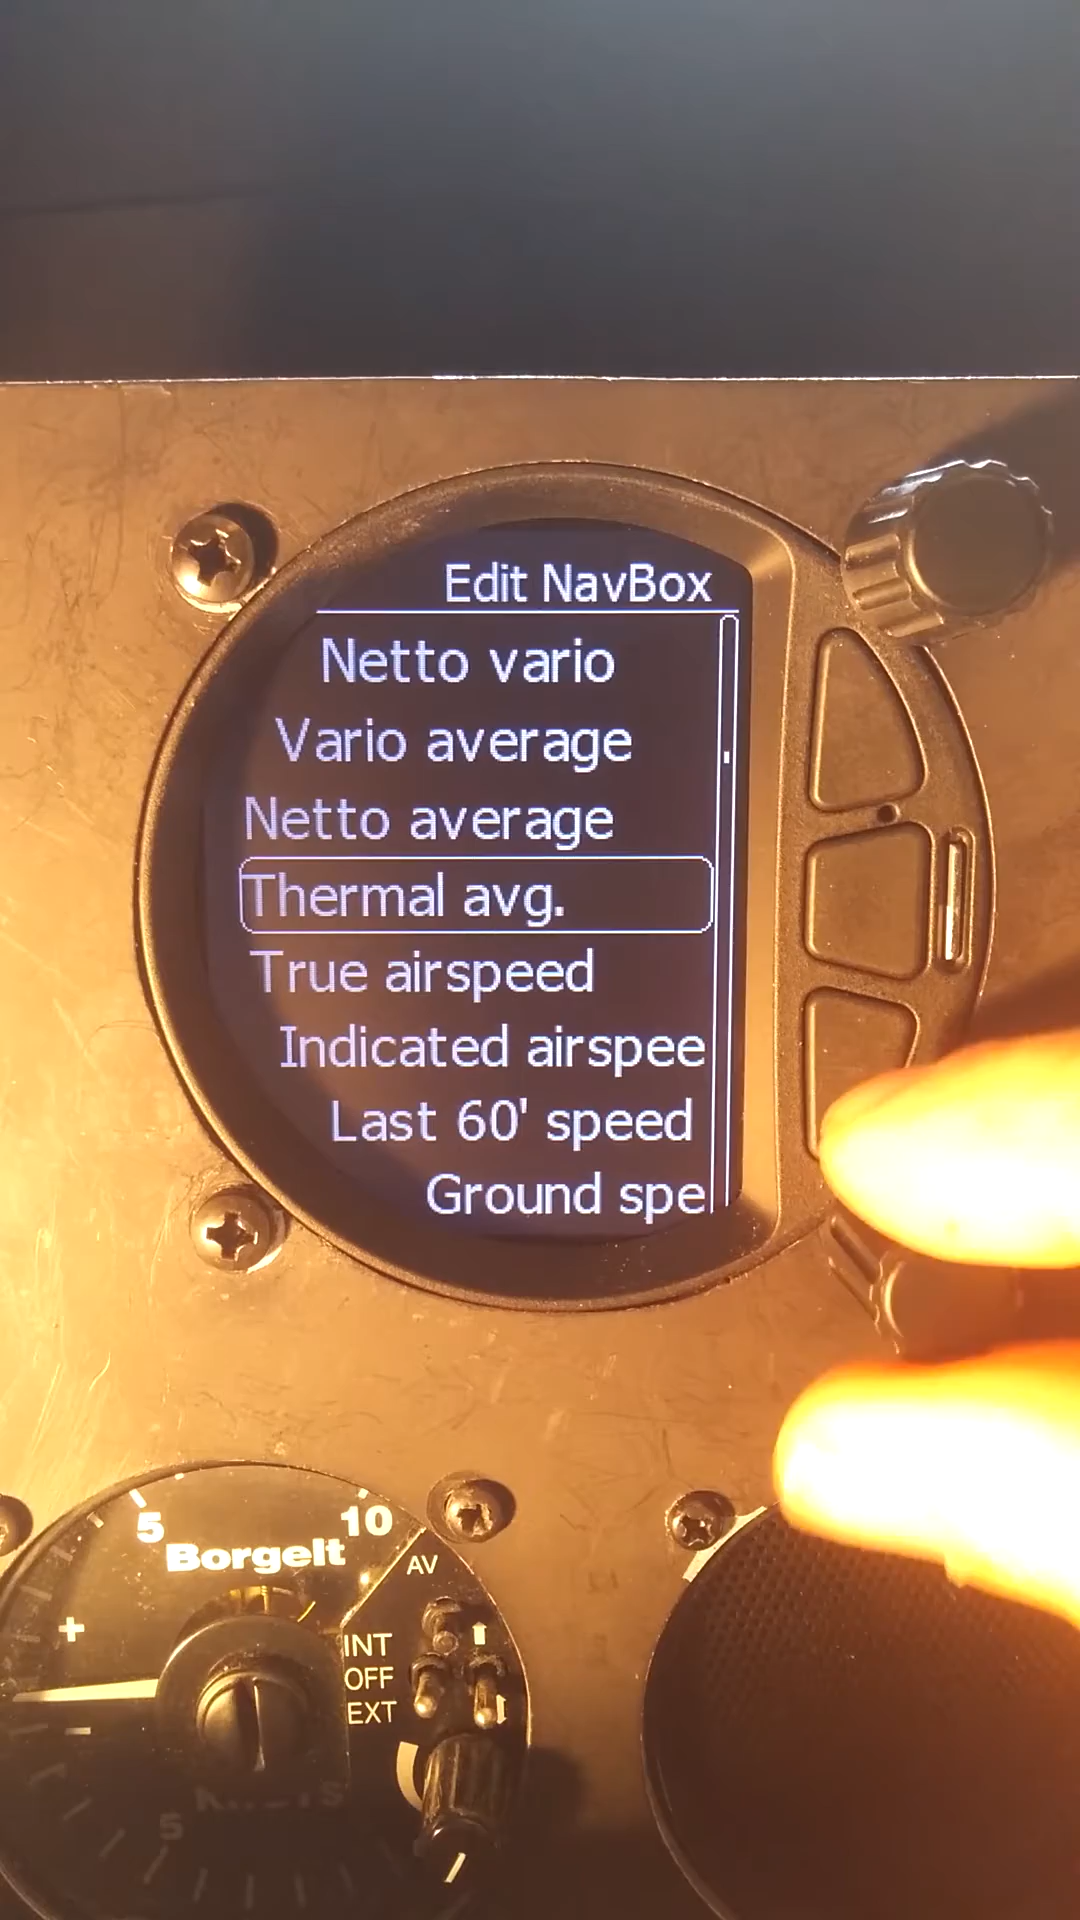 Edit NavBox
Netto vario
Vario average
Netto average
Thermal avg.
True airspeed
Indicated airspee
Last 60' speed
Ground spe
5
10
Borgelt
AV
+
INT
OFF
EXT
-
5